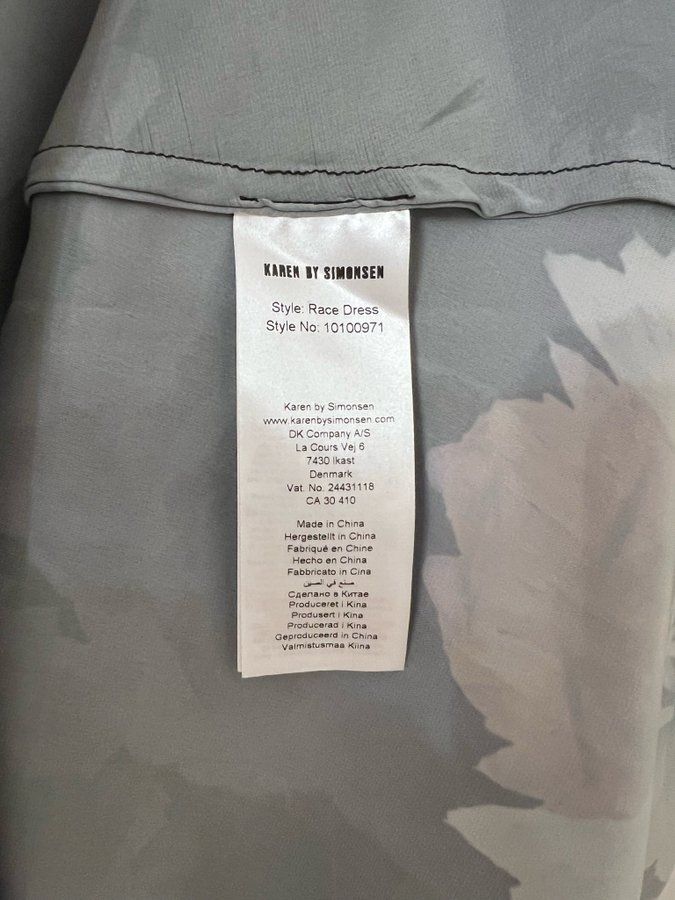 KAREN BY SIMONSEN
Style: Race Dress
Style No: 10100971
Karen by Simonsen
www.karenbysimonsen.com
DK Company A/S
La Cours Vej 6
7430 Ikast
Denmark
Vat. No. 24431118
CA 30 410
Made in China
Hergestellt in China
Fabriqué en Chine
Hecho en China
Fabbricato in Cina
صنع في الصين
Сделано в Китае
Produceret i Kina
Produsert i Kina
Producerad i Kina
Geproduceerd in China
Valmistusmaa Kiina